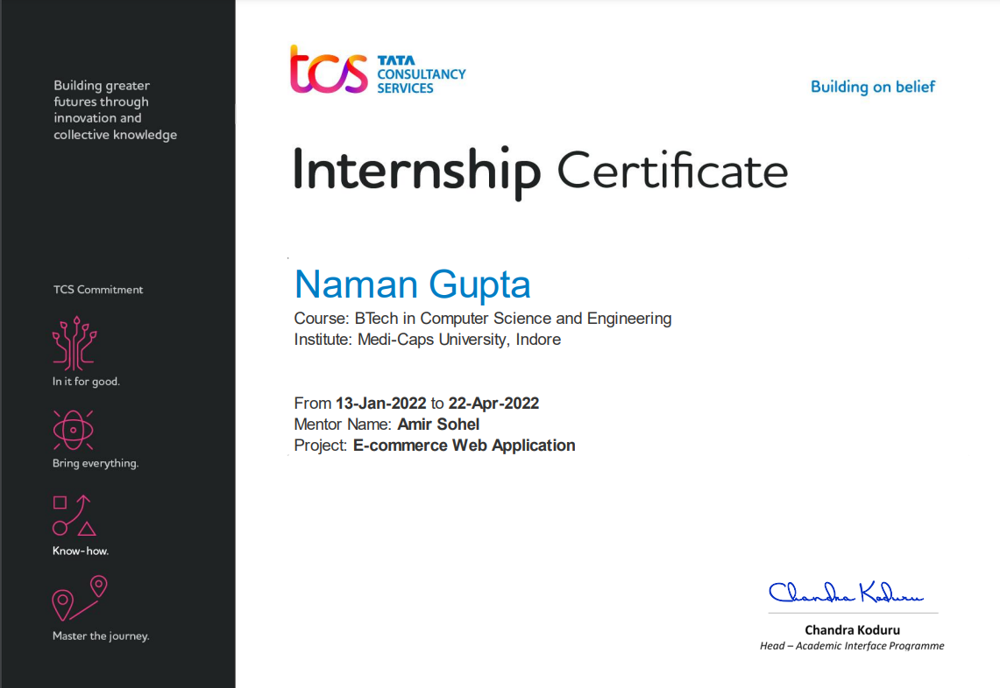 Building greater
futures through
innovation and
collective knowledge
TCS Commitment
In it for good.
Bring everything.
Know-how.
Master the journey.
tcs TATA
CONSULTANCY
SERVICES
Building on belief
Internship Certificate
Naman Gupta
Course: BTech in Computer Science and Engineering
Institute: Medi-Caps University, Indore
From 13-Jan-2022 to 22-Apr-2022
Mentor Name: Amir Sohel
Project: E-commerce Web Application
Chandra Koduru
Chandra Koduru
Head – Academic Interface Programme